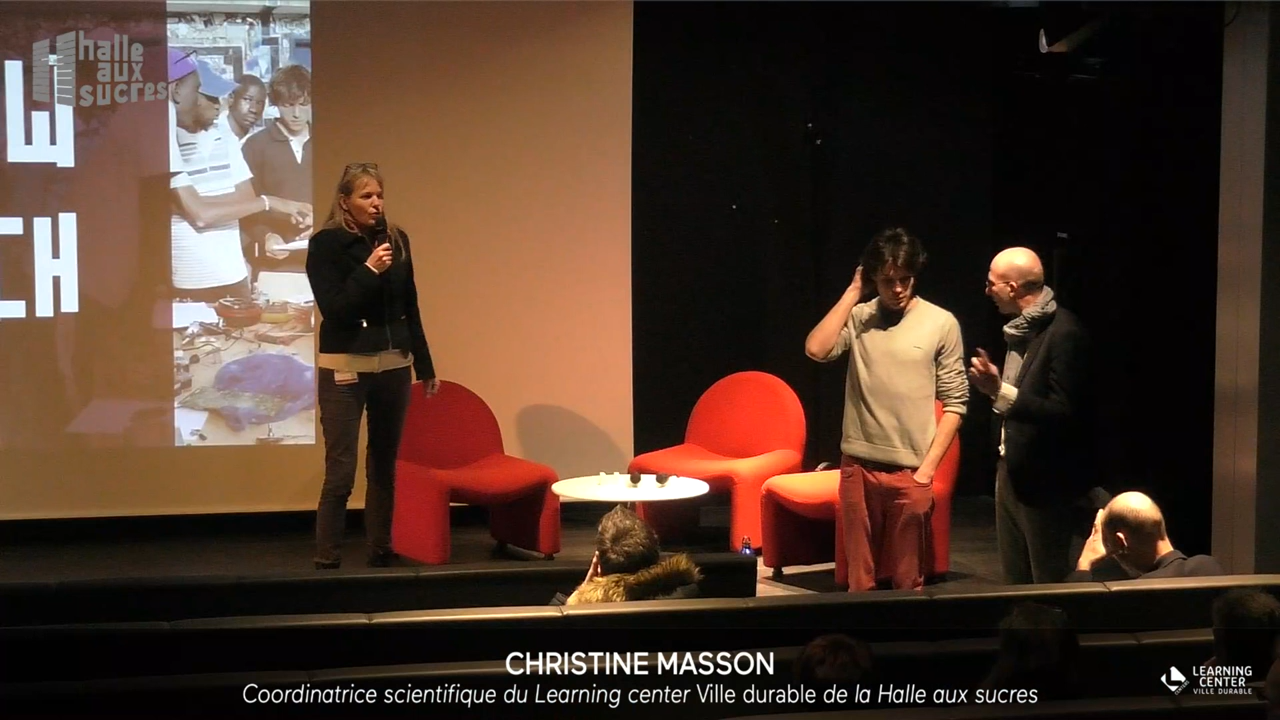 halle
aux
sucres
CHRISTINE MASSON
Coordinatrice scientifique du Learning center Ville durable de la Halle aux sucres
LEARNING
CENTER
VILLE DURABLE